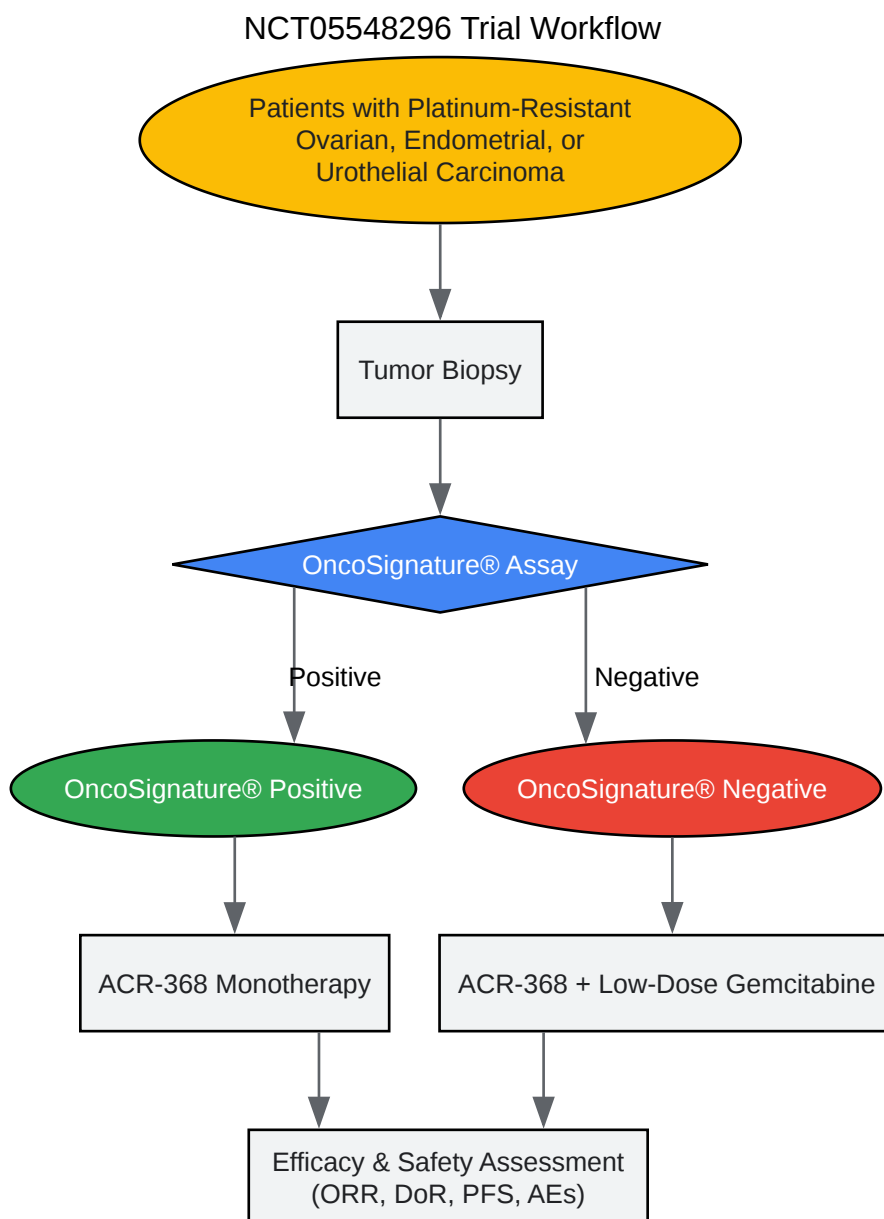 NCT05548296 Trial Workflow
Patients with Platinum-Resistant
Ovarian, Endometrial, or
Urothelial Carcinoma
Tumor Biopsy
OncoSignature® Assay
Positive
Negative
OncoSignature® Positive
OncoSignature® Negative
ACR-368 Monotherapy
ACR-368 + Low-Dose Gemcitabine
Efficacy & Safety Assessment
(ORR, DoR, PFS, AEs)